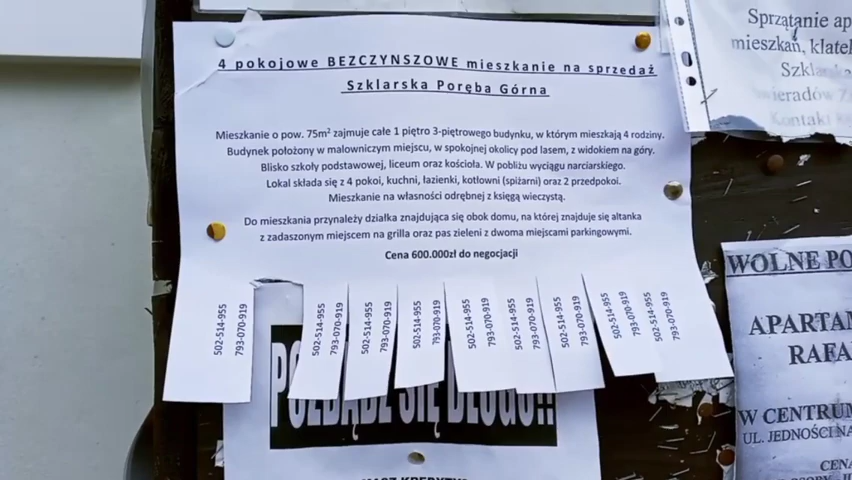 4 pokojowe BEZCZYNSZOWE mieszkanie na sprzedaż
Szklarska Poręba Górna
Mieszkanie o pow. 75m² zajmuje całe 1 piętro 3-piętrowego budynku, w którym mieszkają 4 rodziny.
Budynek położony w malowniczym miejscu, w spokojnej okolicy pod lasem, z widokiem na góry.
Blisko szkoły podstawowej, liceum oraz kościoła. W pobliżu wyciągu narciarskiego.
Lokal składa się z 4 pokoi, kuchni, łazienki, kotłowni (spiżarni) oraz 2 przedpokoi.
Mieszkanie na własności odrębnej z księgą wieczystą.
Do mieszkania przynależy działka znajdująca się obok domu, na której znajduje się altanka
z zadaszonym miejscem na grilla oraz pas zieleni z dwoma miejscami parkingowymi.
Cena 600.000zł do negocjacji
502-514-955
793-070-919
502-514-955
793-070-919
502-514-955
793-070-919
502-514-955
793-070-919
502-514-955
793-070-919
502-514-955
793-070-919
502-514-955
793-070-919
502-514-955
793-070-919
502-514-955
793-070-919
POZBĄDŹ SIĘ DŁUGU!!
Sprzątanie ap
mieszkań, klate
Szklarska
Kontakt
WOLNE PO
APARTA
RAFA
W CENTRUM
UL. JEDNOŚCI NA
CENA